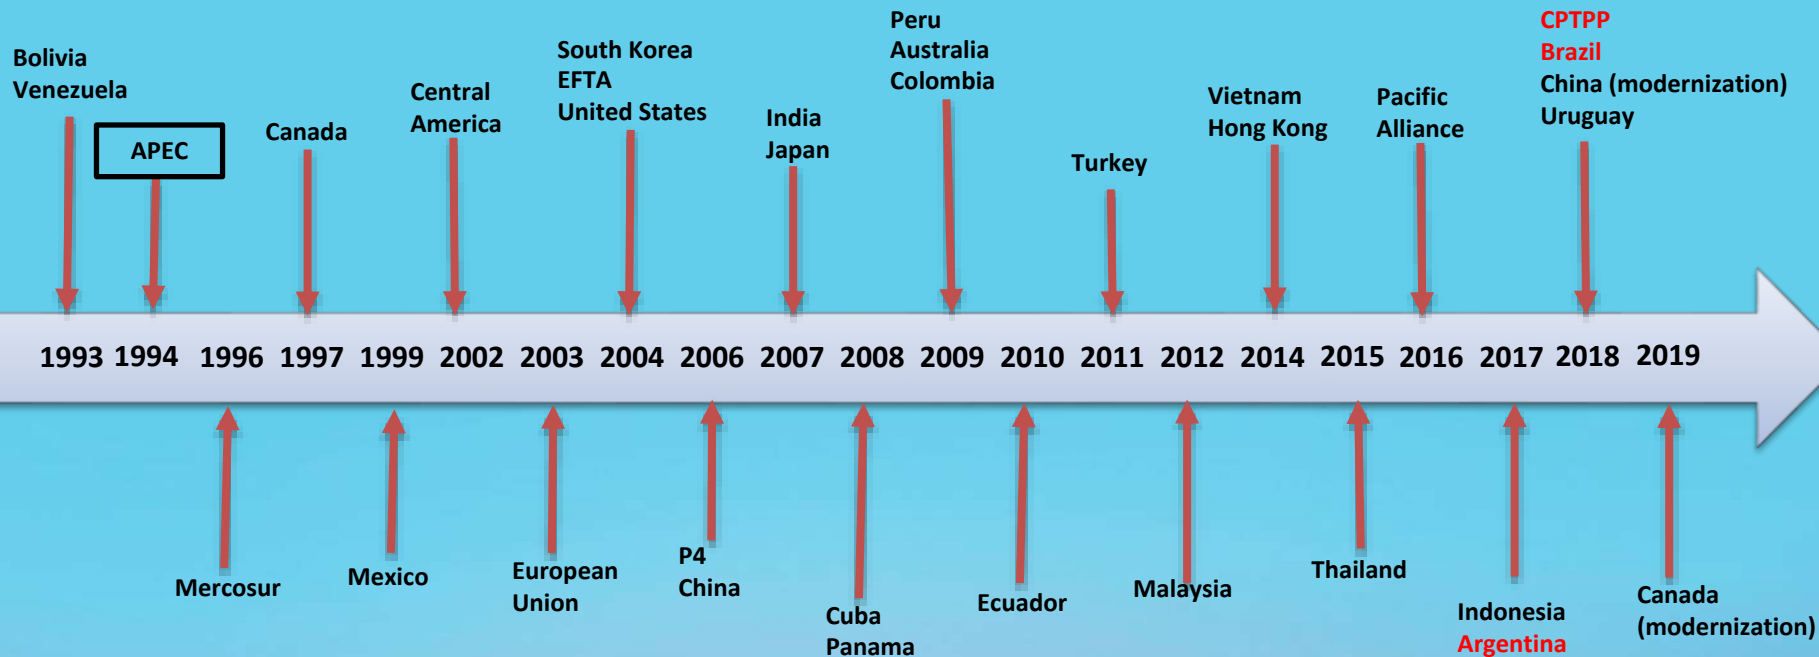 Bolivia
Venezuela
APEC
Canada
Central
America
South Korea
EFTA
United States
India
Japan
Peru
Australia
Colombia
Turkey
Vietnam
Hong Kong
Pacific
Alliance
CPTPP
Brazil
China (modernization)
Uruguay
1993 1994 1996 1997 1999 2002 2003 2004 2006 2007 2008 2009 2010 2011 2012 2014 2015 2016 2017 2018 2019
Mercosur
Mexico
European
Union
P4
China
Cuba
Panama
Ecuador
Malaysia
Thailand
Indonesia
Argentina
Canada
(modernization)